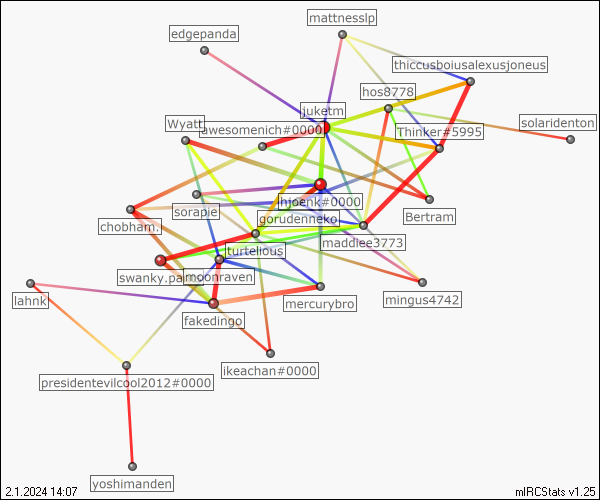 mattnesslp
edgepanda
thiccusboiusalexusjoneus
hos8778
juketm
solaridenton
Wyatt
awesomenich#0000
Thinker#5995
hjoenk#0000
sorapie
Bertram
gorudenneko
chobham.
maddlee3773
turtelious
swanky.pa
moonraven
mingus4742
lahnk
mercurybro
fakedingo
ikeachan#0000
presidentevilcool2012#0000
yoshimanden
2.1.2024 14:07
mIRCStats v1.25